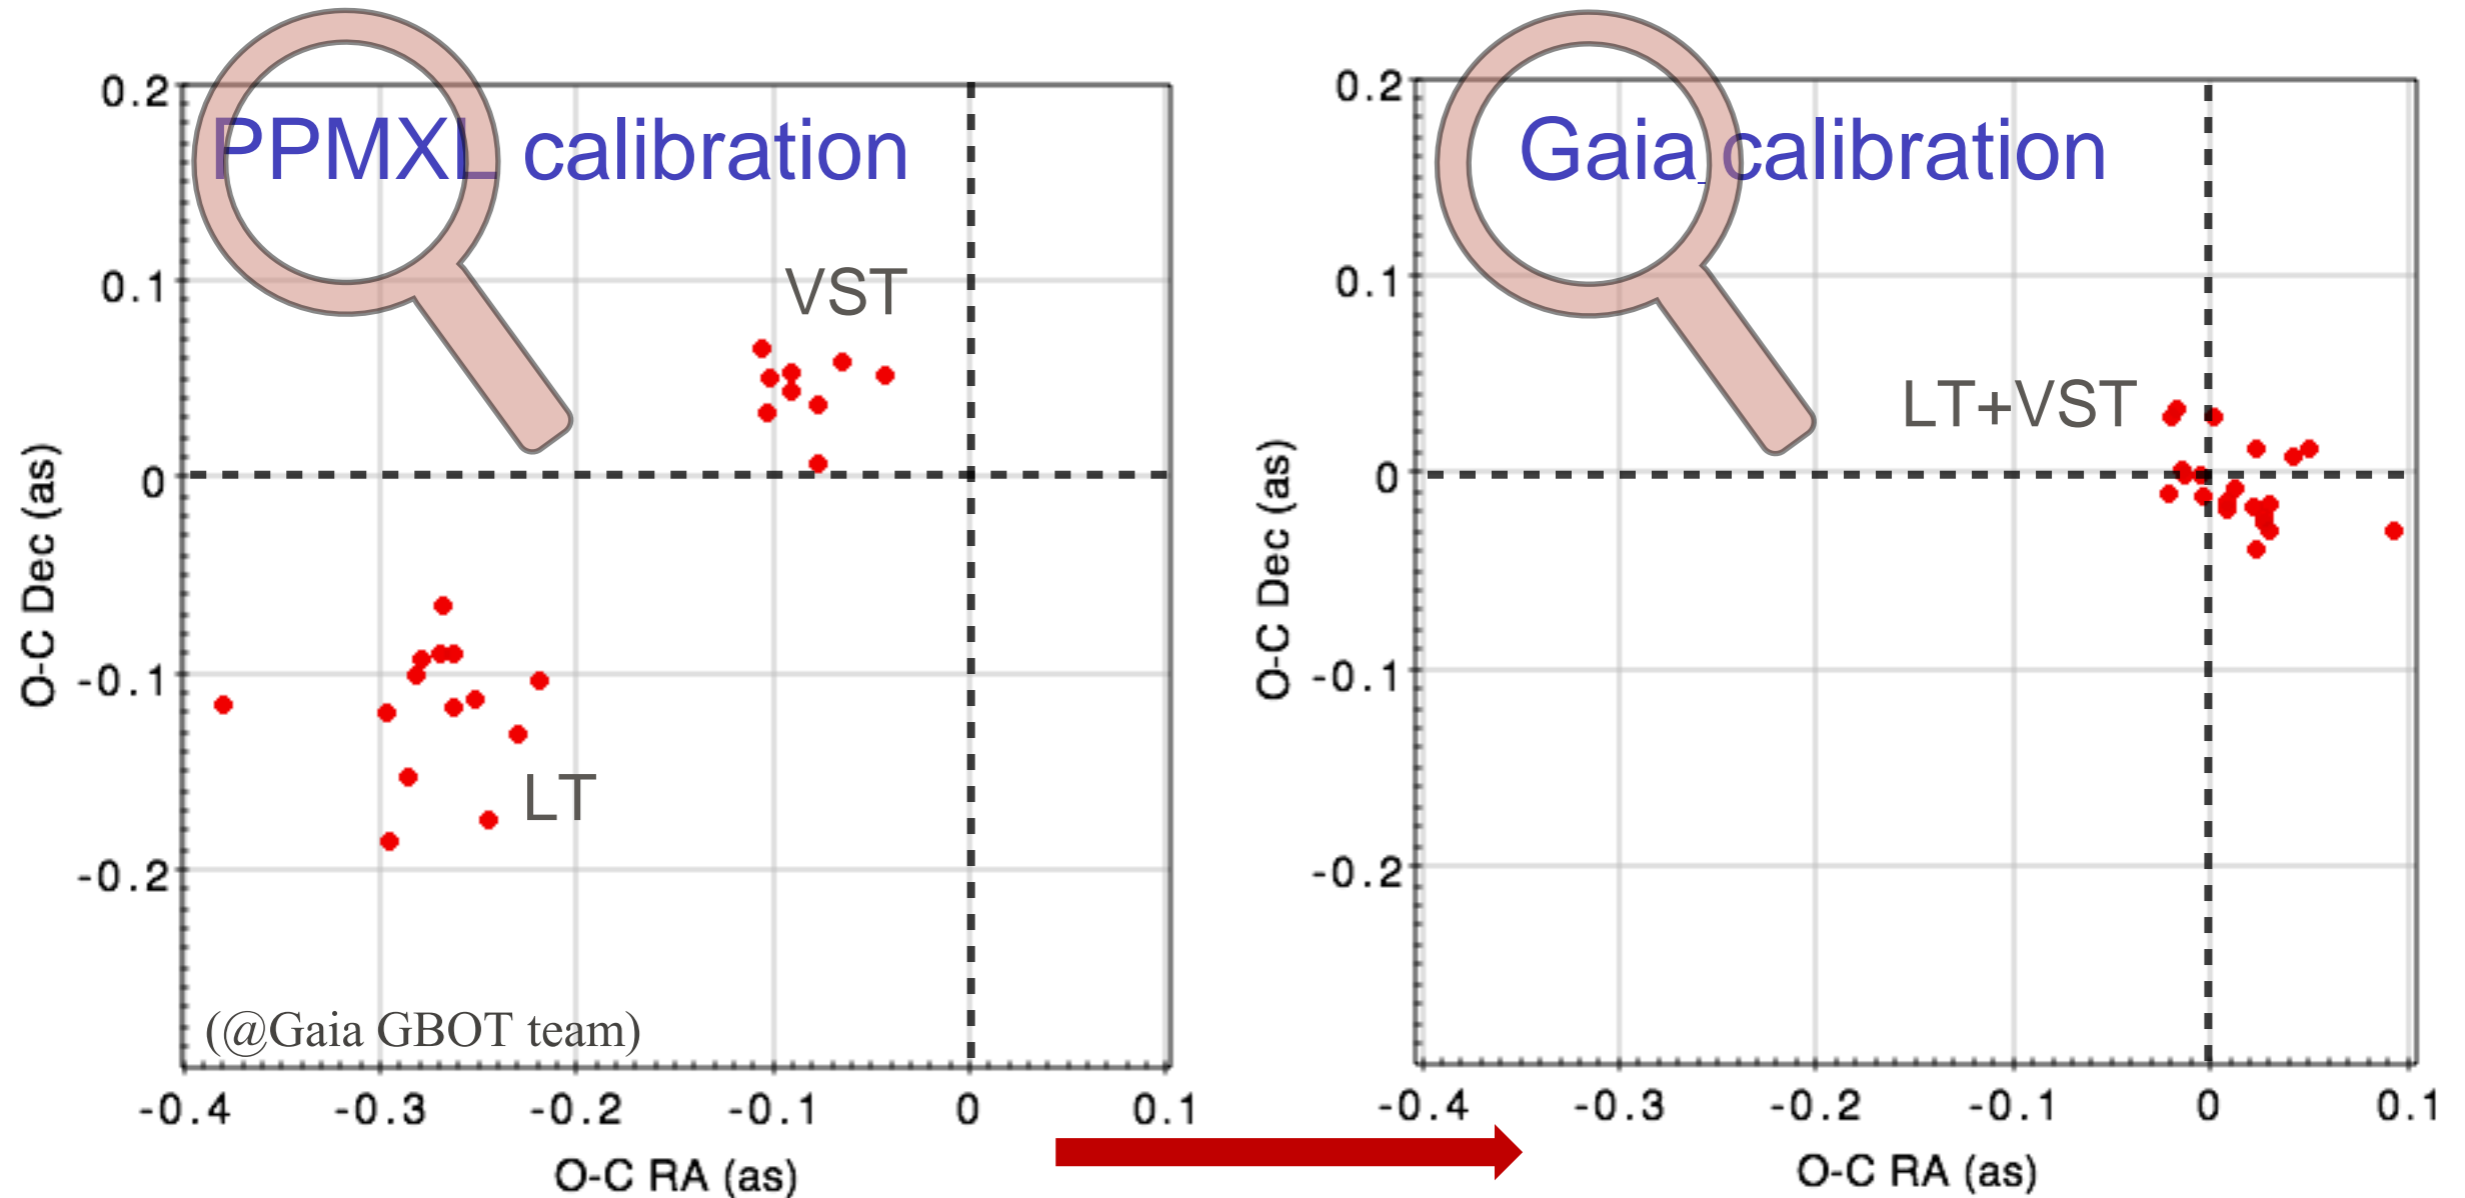 PPMXL calibration
0.2
0.1
0
-0.1
-0.2
O-C Dec (as)
VST
LT
(@Gaia GBOT team)
-0.4 -0.3 -0.2 -0.1 0 0.1
O-C RA (as)
Gaia calibration
0.2
0.1
0
-0.1
-0.2
O-C Dec (as)
LT+VST
-0.4 -0.3 -0.2 -0.1 0 0.1
O-C RA (as)